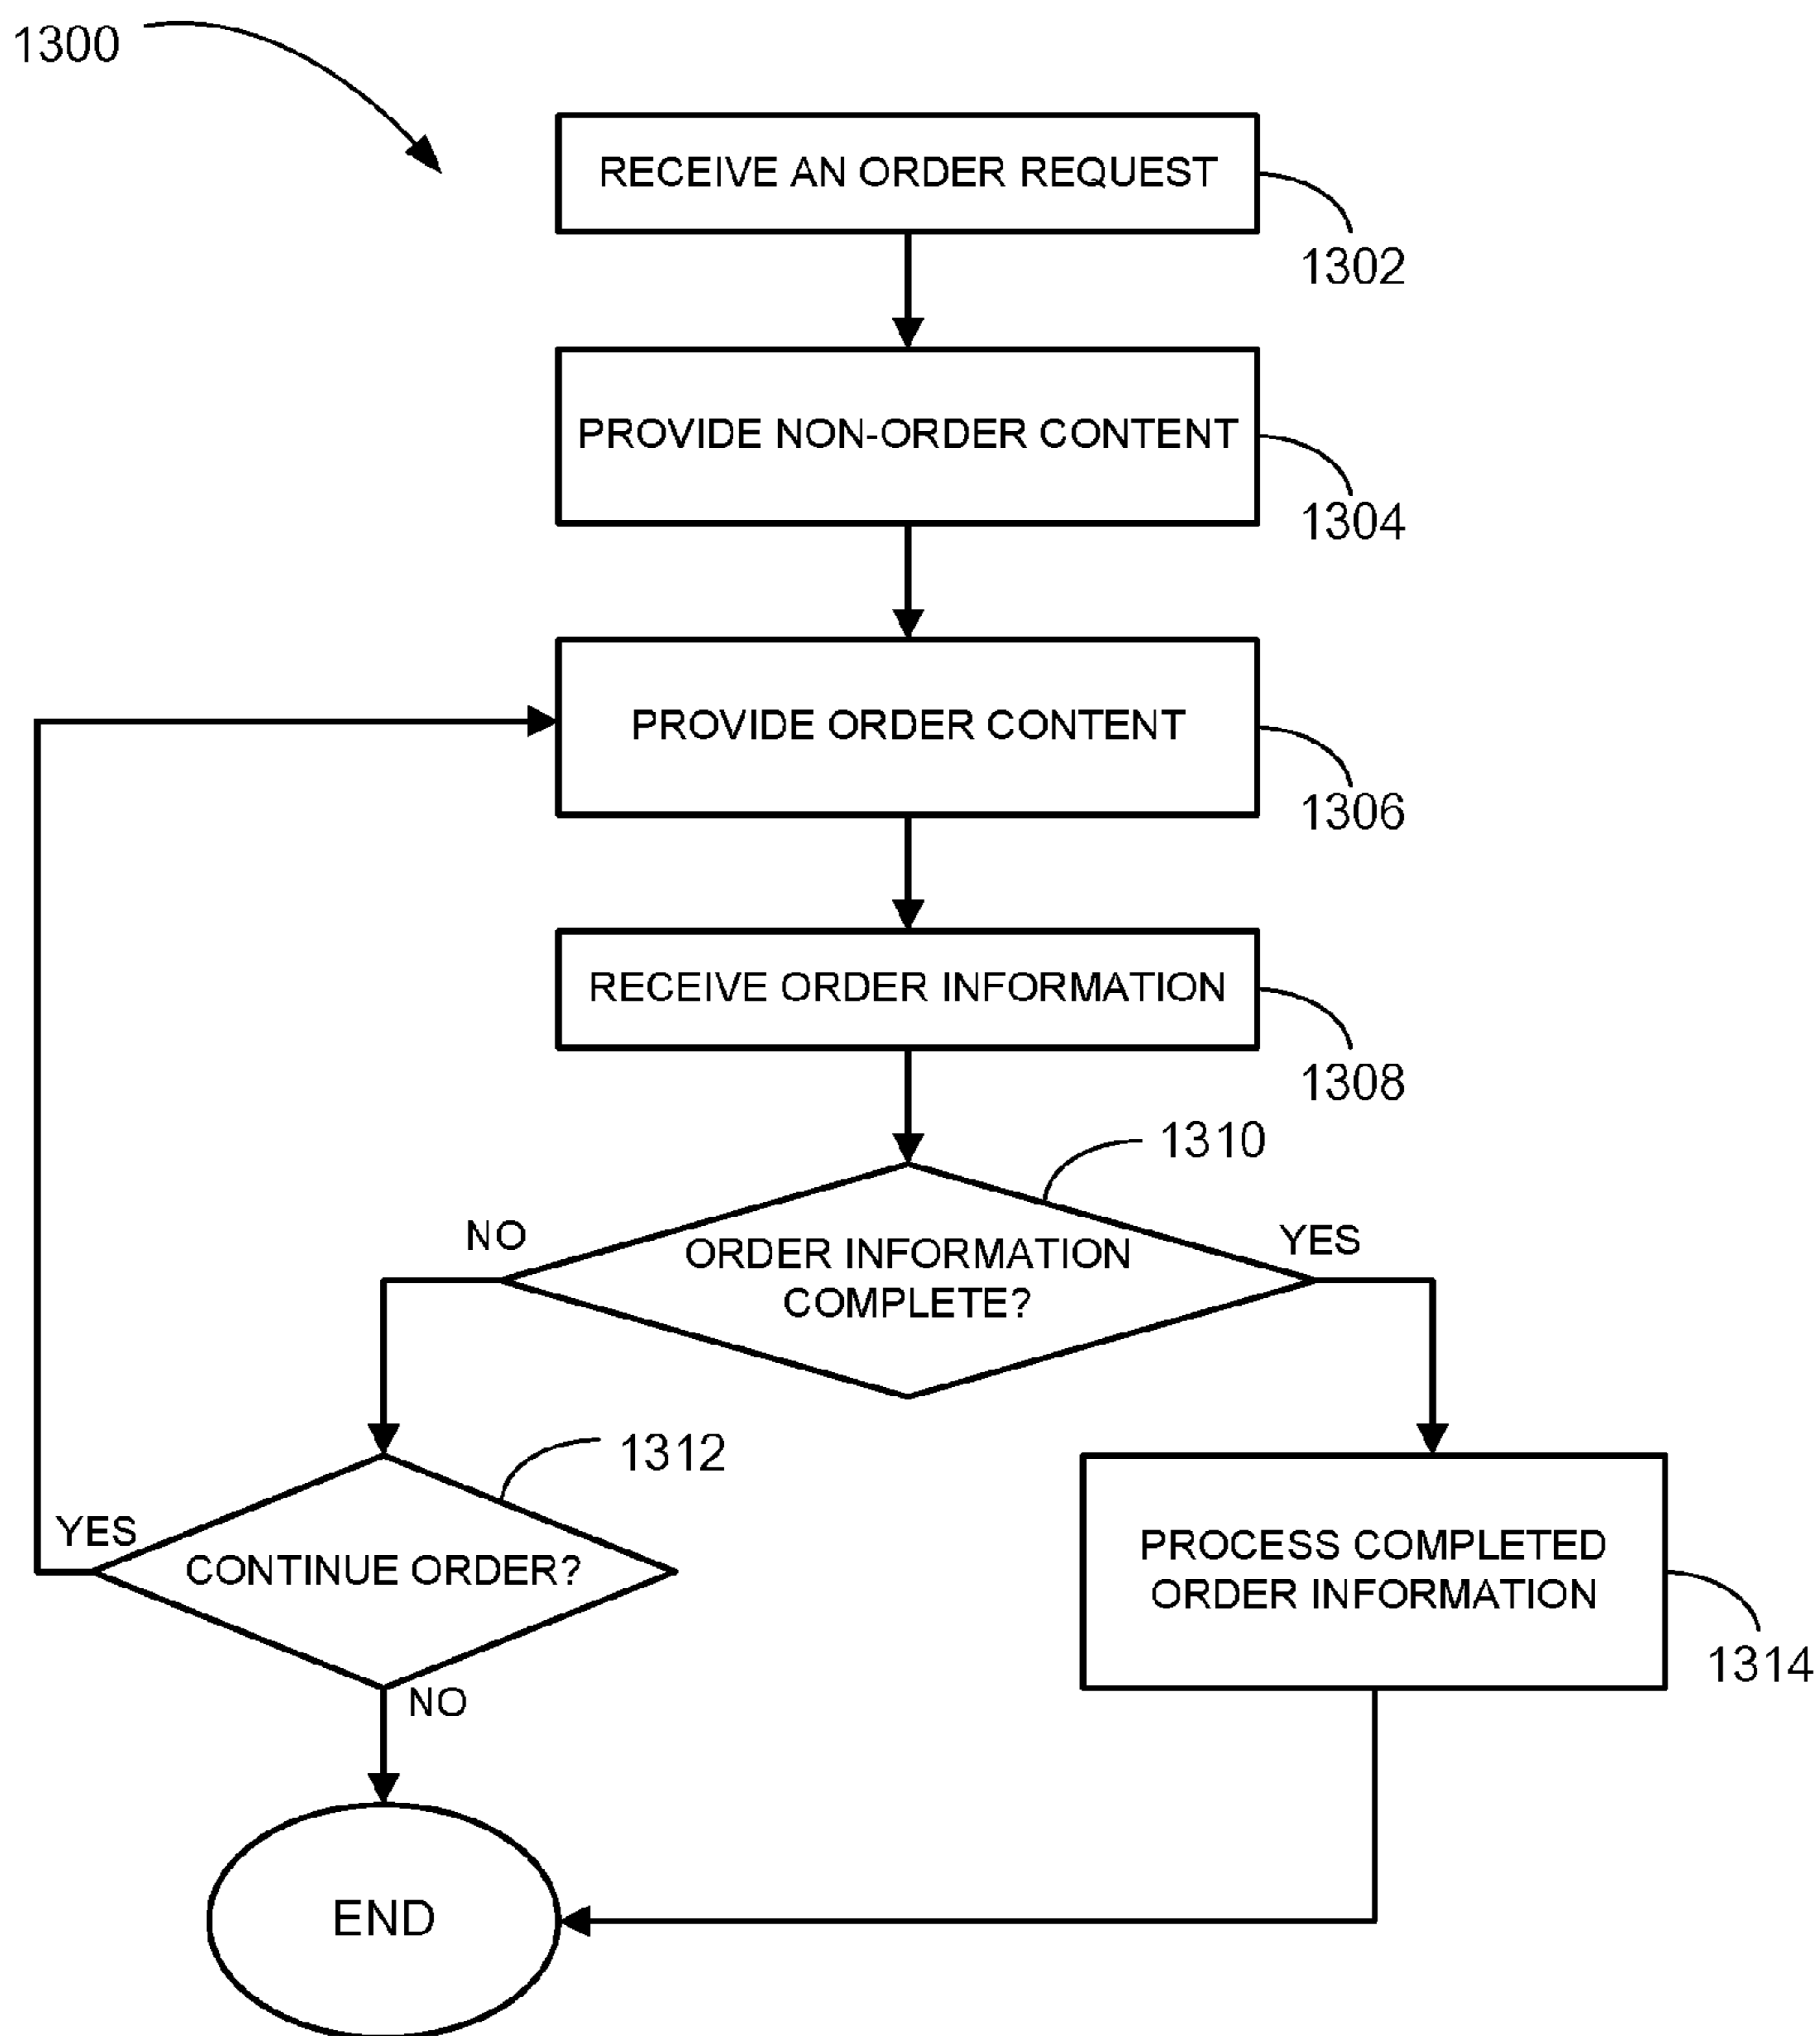 1300
RECEIVE AN ORDER REQUEST
1302
PROVIDE NON-ORDER CONTENT
1304
PROVIDE ORDER CONTENT
1306
RECEIVE ORDER INFORMATION
1308
1310
NO
ORDER INFORMATION
COMPLETE?
YES
1312
YES
CONTINUE ORDER?
NO
PROCESS COMPLETED
ORDER INFORMATION
1314
END